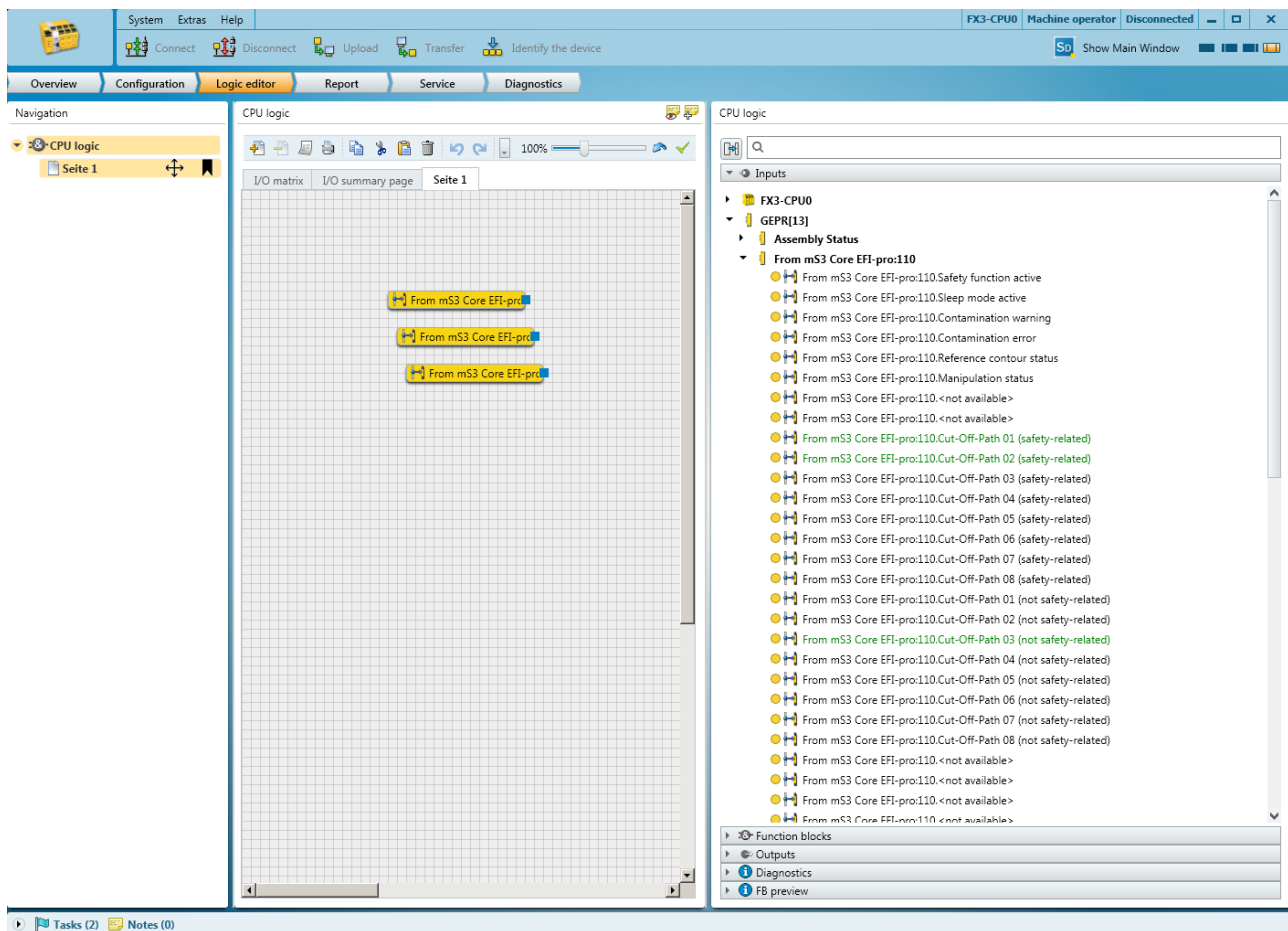 System Extras Help
FX3-CPU0 Machine operator Disconnected
Connect Disconnect Upload Transfer Identify the device
SD Show Main Window
Overview Configuration Logic editor Report Service Diagnostics
Navigation
CPU logic
Seite 1
CPU logic
100%
I/O matrix I/O summary page Seite 1
From mS3 Core EFI-pro
From mS3 Core EFI-pro
From mS3 Core EFI-pro
CPU logic
Inputs
FX3-CPU0
GEPR[13]
Assembly Status
From mS3 Core EFI-pro:110
From mS3 Core EFI-pro:110.Safety function active
From mS3 Core EFI-pro:110.Sleep mode active
From mS3 Core EFI-pro:110.Contamination warning
From mS3 Core EFI-pro:110.Contamination error
From mS3 Core EFI-pro:110.Reference contour status
From mS3 Core EFI-pro:110.Manipulation status
From mS3 Core EFI-pro:110.<not available>
From mS3 Core EFI-pro:110.<not available>
From mS3 Core EFI-pro:110.Cut-Off-Path 01 (safety-related)
From mS3 Core EFI-pro:110.Cut-Off-Path 02 (safety-related)
From mS3 Core EFI-pro:110.Cut-Off-Path 03 (safety-related)
From mS3 Core EFI-pro:110.Cut-Off-Path 04 (safety-related)
From mS3 Core EFI-pro:110.Cut-Off-Path 05 (safety-related)
From mS3 Core EFI-pro:110.Cut-Off-Path 06 (safety-related)
From mS3 Core EFI-pro:110.Cut-Off-Path 07 (safety-related)
From mS3 Core EFI-pro:110.Cut-Off-Path 08 (safety-related)
From mS3 Core EFI-pro:110.Cut-Off-Path 01 (not safety-related)
From mS3 Core EFI-pro:110.Cut-Off-Path 02 (not safety-related)
From mS3 Core EFI-pro:110.Cut-Off-Path 03 (not safety-related)
From mS3 Core EFI-pro:110.Cut-Off-Path 04 (not safety-related)
From mS3 Core EFI-pro:110.Cut-Off-Path 05 (not safety-related)
From mS3 Core EFI-pro:110.Cut-Off-Path 06 (not safety-related)
From mS3 Core EFI-pro:110.Cut-Off-Path 07 (not safety-related)
From mS3 Core EFI-pro:110.Cut-Off-Path 08 (not safety-related)
From mS3 Core EFI-pro:110.<not available>
From mS3 Core EFI-pro:110.<not available>
From mS3 Core EFI-pro:110.<not available>
From mS3 Core EFI-pro:110.<not available>
Function blocks
Outputs
Diagnostics
FB preview
Tasks (2) Notes (0)